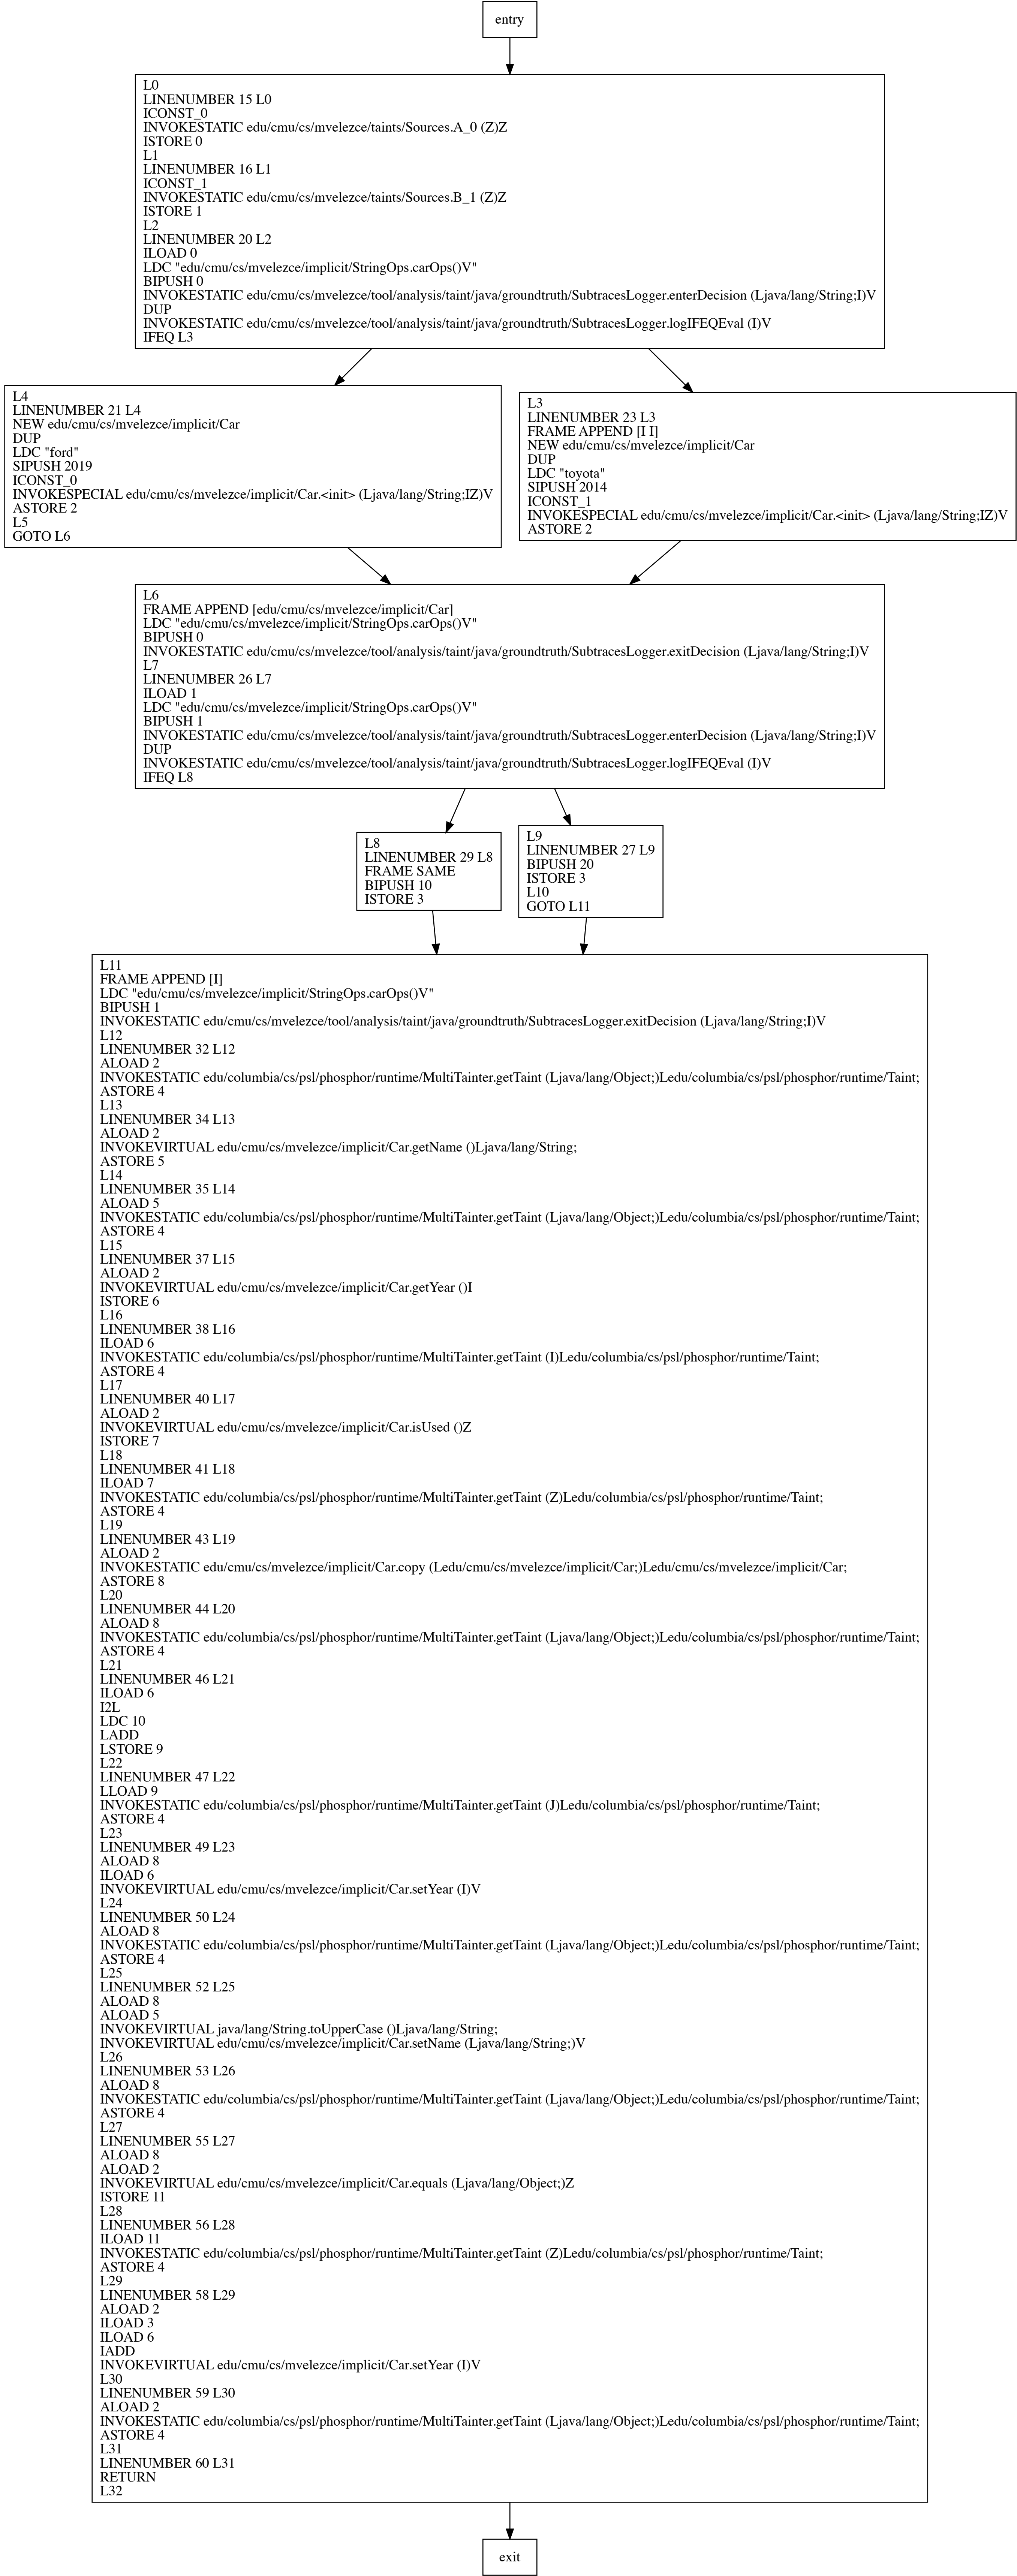 entry
L0
LINENUMBER 15 L0
ICONST_0
INVOKESTATIC edu/cmu/cs/mvelezce/taints/Sources.A_0 (Z)Z
ISTORE 0
L1
LINENUMBER 16 L1
ICONST_1
INVOKESTATIC edu/cmu/cs/mvelezce/taints/Sources.B_1 (Z)Z
ISTORE 1
L2
LINENUMBER 20 L2
ILOAD 0
LDC "edu/cmu/cs/mvelezce/implicit/StringOps.carOps()V"
BIPUSH 0
INVOKESTATIC edu/cmu/cs/mvelezce/tool/analysis/taint/java/groundtruth/SubtracesLogger.enterDecision (Ljava/lang/String;I)V
DUP
INVOKESTATIC edu/cmu/cs/mvelezce/tool/analysis/taint/java/groundtruth/SubtracesLogger.logIFEQEval (I)V
IFEQ L3
L4
LINENUMBER 21 L4
NEW edu/cmu/cs/mvelezce/implicit/Car
DUP
LDC "ford"
SIPUSH 2019
ICONST_0
INVOKESPECIAL edu/cmu/cs/mvelezce/implicit/Car.<init> (Ljava/lang/String;IZ)V
ASTORE 2
L5
GOTO L6
L3
LINENUMBER 23 L3
FRAME APPEND [I I]
NEW edu/cmu/cs/mvelezce/implicit/Car
DUP
LDC "toyota"
SIPUSH 2014
ICONST_1
INVOKESPECIAL edu/cmu/cs/mvelezce/implicit/Car.<init> (Ljava/lang/String;IZ)V
ASTORE 2
L6
FRAME APPEND [edu/cmu/cs/mvelezce/implicit/Car]
LDC "edu/cmu/cs/mvelezce/implicit/StringOps.carOps()V"
BIPUSH 0
INVOKESTATIC edu/cmu/cs/mvelezce/tool/analysis/taint/java/groundtruth/SubtracesLogger.exitDecision (Ljava/lang/String;I)V
L7
LINENUMBER 26 L7
ILOAD 1
LDC "edu/cmu/cs/mvelezce/implicit/StringOps.carOps()V"
BIPUSH 1
INVOKESTATIC edu/cmu/cs/mvelezce/tool/analysis/taint/java/groundtruth/SubtracesLogger.enterDecision (Ljava/lang/String;I)V
DUP
INVOKESTATIC edu/cmu/cs/mvelezce/tool/analysis/taint/java/groundtruth/SubtracesLogger.logIFEQEval (I)V
IFEQ L8
L8
LINENUMBER 29 L8
FRAME SAME
BIPUSH 10
ISTORE 3
L9
LINENUMBER 27 L9
BIPUSH 20
ISTORE 3
L10
GOTO L11
L11
FRAME APPEND [I]
LDC "edu/cmu/cs/mvelezce/implicit/StringOps.carOps()V"
BIPUSH 1
INVOKESTATIC edu/cmu/cs/mvelezce/tool/analysis/taint/java/groundtruth/SubtracesLogger.exitDecision (Ljava/lang/String;I)V
L12
LINENUMBER 32 L12
ALOAD 2
INVOKESTATIC edu/columbia/cs/psl/phosphor/runtime/MultiTainter.getTaint (Ljava/lang/Object;)Ledu/columbia/cs/psl/phosphor/runtime/Taint;
ASTORE 4
L13
LINENUMBER 34 L13
ALOAD 2
INVOKEVIRTUAL edu/cmu/cs/mvelezce/implicit/Car.getName ()Ljava/lang/String;
ASTORE 5
L14
LINENUMBER 35 L14
ALOAD 5
INVOKESTATIC edu/columbia/cs/psl/phosphor/runtime/MultiTainter.getTaint (Ljava/lang/Object;)Ledu/columbia/cs/psl/phosphor/runtime/Taint;
ASTORE 4
L15
LINENUMBER 37 L15
ALOAD 2
INVOKEVIRTUAL edu/cmu/cs/mvelezce/implicit/Car.getYear ()I
ISTORE 6
L16
LINENUMBER 38 L16
ILOAD 6
INVOKESTATIC edu/columbia/cs/psl/phosphor/runtime/MultiTainter.getTaint (I)Ledu/columbia/cs/psl/phosphor/runtime/Taint;
ASTORE 4
L17
LINENUMBER 40 L17
ALOAD 2
INVOKEVIRTUAL edu/cmu/cs/mvelezce/implicit/Car.isUsed ()Z
ISTORE 7
L18
LINENUMBER 41 L18
ILOAD 7
INVOKESTATIC edu/columbia/cs/psl/phosphor/runtime/MultiTainter.getTaint (Z)Ledu/columbia/cs/psl/phosphor/runtime/Taint;
ASTORE 4
L19
LINENUMBER 43 L19
ALOAD 2
INVOKESTATIC edu/cmu/cs/mvelezce/implicit/Car.copy (Ledu/cmu/cs/mvelezce/implicit/Car;)Ledu/cmu/cs/mvelezce/implicit/Car;
ASTORE 8
L20
LINENUMBER 44 L20
ALOAD 8
INVOKESTATIC edu/columbia/cs/psl/phosphor/runtime/MultiTainter.getTaint (Ljava/lang/Object;)Ledu/columbia/cs/psl/phosphor/runtime/Taint;
ASTORE 4
L21
LINENUMBER 46 L21
ILOAD 6
I2L
LDC 10
LADD
LSTORE 9
L22
LINENUMBER 47 L22
LLOAD 9
INVOKESTATIC edu/columbia/cs/psl/phosphor/runtime/MultiTainter.getTaint (J)Ledu/columbia/cs/psl/phosphor/runtime/Taint;
ASTORE 4
L23
LINENUMBER 49 L23
ALOAD 8
ILOAD 6
INVOKEVIRTUAL edu/cmu/cs/mvelezce/implicit/Car.setYear (I)V
L24
LINENUMBER 50 L24
ALOAD 8
INVOKESTATIC edu/columbia/cs/psl/phosphor/runtime/MultiTainter.getTaint (Ljava/lang/Object;)Ledu/columbia/cs/psl/phosphor/runtime/Taint;
ASTORE 4
L25
LINENUMBER 52 L25
ALOAD 8
ALOAD 5
INVOKEVIRTUAL java/lang/String.toUpperCase ()Ljava/lang/String;
INVOKEVIRTUAL edu/cmu/cs/mvelezce/implicit/Car.setName (Ljava/lang/String;)V
L26
LINENUMBER 53 L26
ALOAD 8
INVOKESTATIC edu/columbia/cs/psl/phosphor/runtime/MultiTainter.getTaint (Ljava/lang/Object;)Ledu/columbia/cs/psl/phosphor/runtime/Taint;
ASTORE 4
L27
LINENUMBER 55 L27
ALOAD 8
ALOAD 2
INVOKEVIRTUAL edu/cmu/cs/mvelezce/implicit/Car.equals (Ljava/lang/Object;)Z
ISTORE 11
L28
LINENUMBER 56 L28
ILOAD 11
INVOKESTATIC edu/columbia/cs/psl/phosphor/runtime/MultiTainter.getTaint (Z)Ledu/columbia/cs/psl/phosphor/runtime/Taint;
ASTORE 4
L29
LINENUMBER 58 L29
ALOAD 2
ILOAD 3
ILOAD 6
IADD
INVOKEVIRTUAL edu/cmu/cs/mvelezce/implicit/Car.setYear (I)V
L30
LINENUMBER 59 L30
ALOAD 2
INVOKESTATIC edu/columbia/cs/psl/phosphor/runtime/MultiTainter.getTaint (Ljava/lang/Object;)Ledu/columbia/cs/psl/phosphor/runtime/Taint;
ASTORE 4
L31
LINENUMBER 60 L31
RETURN
L32
exit